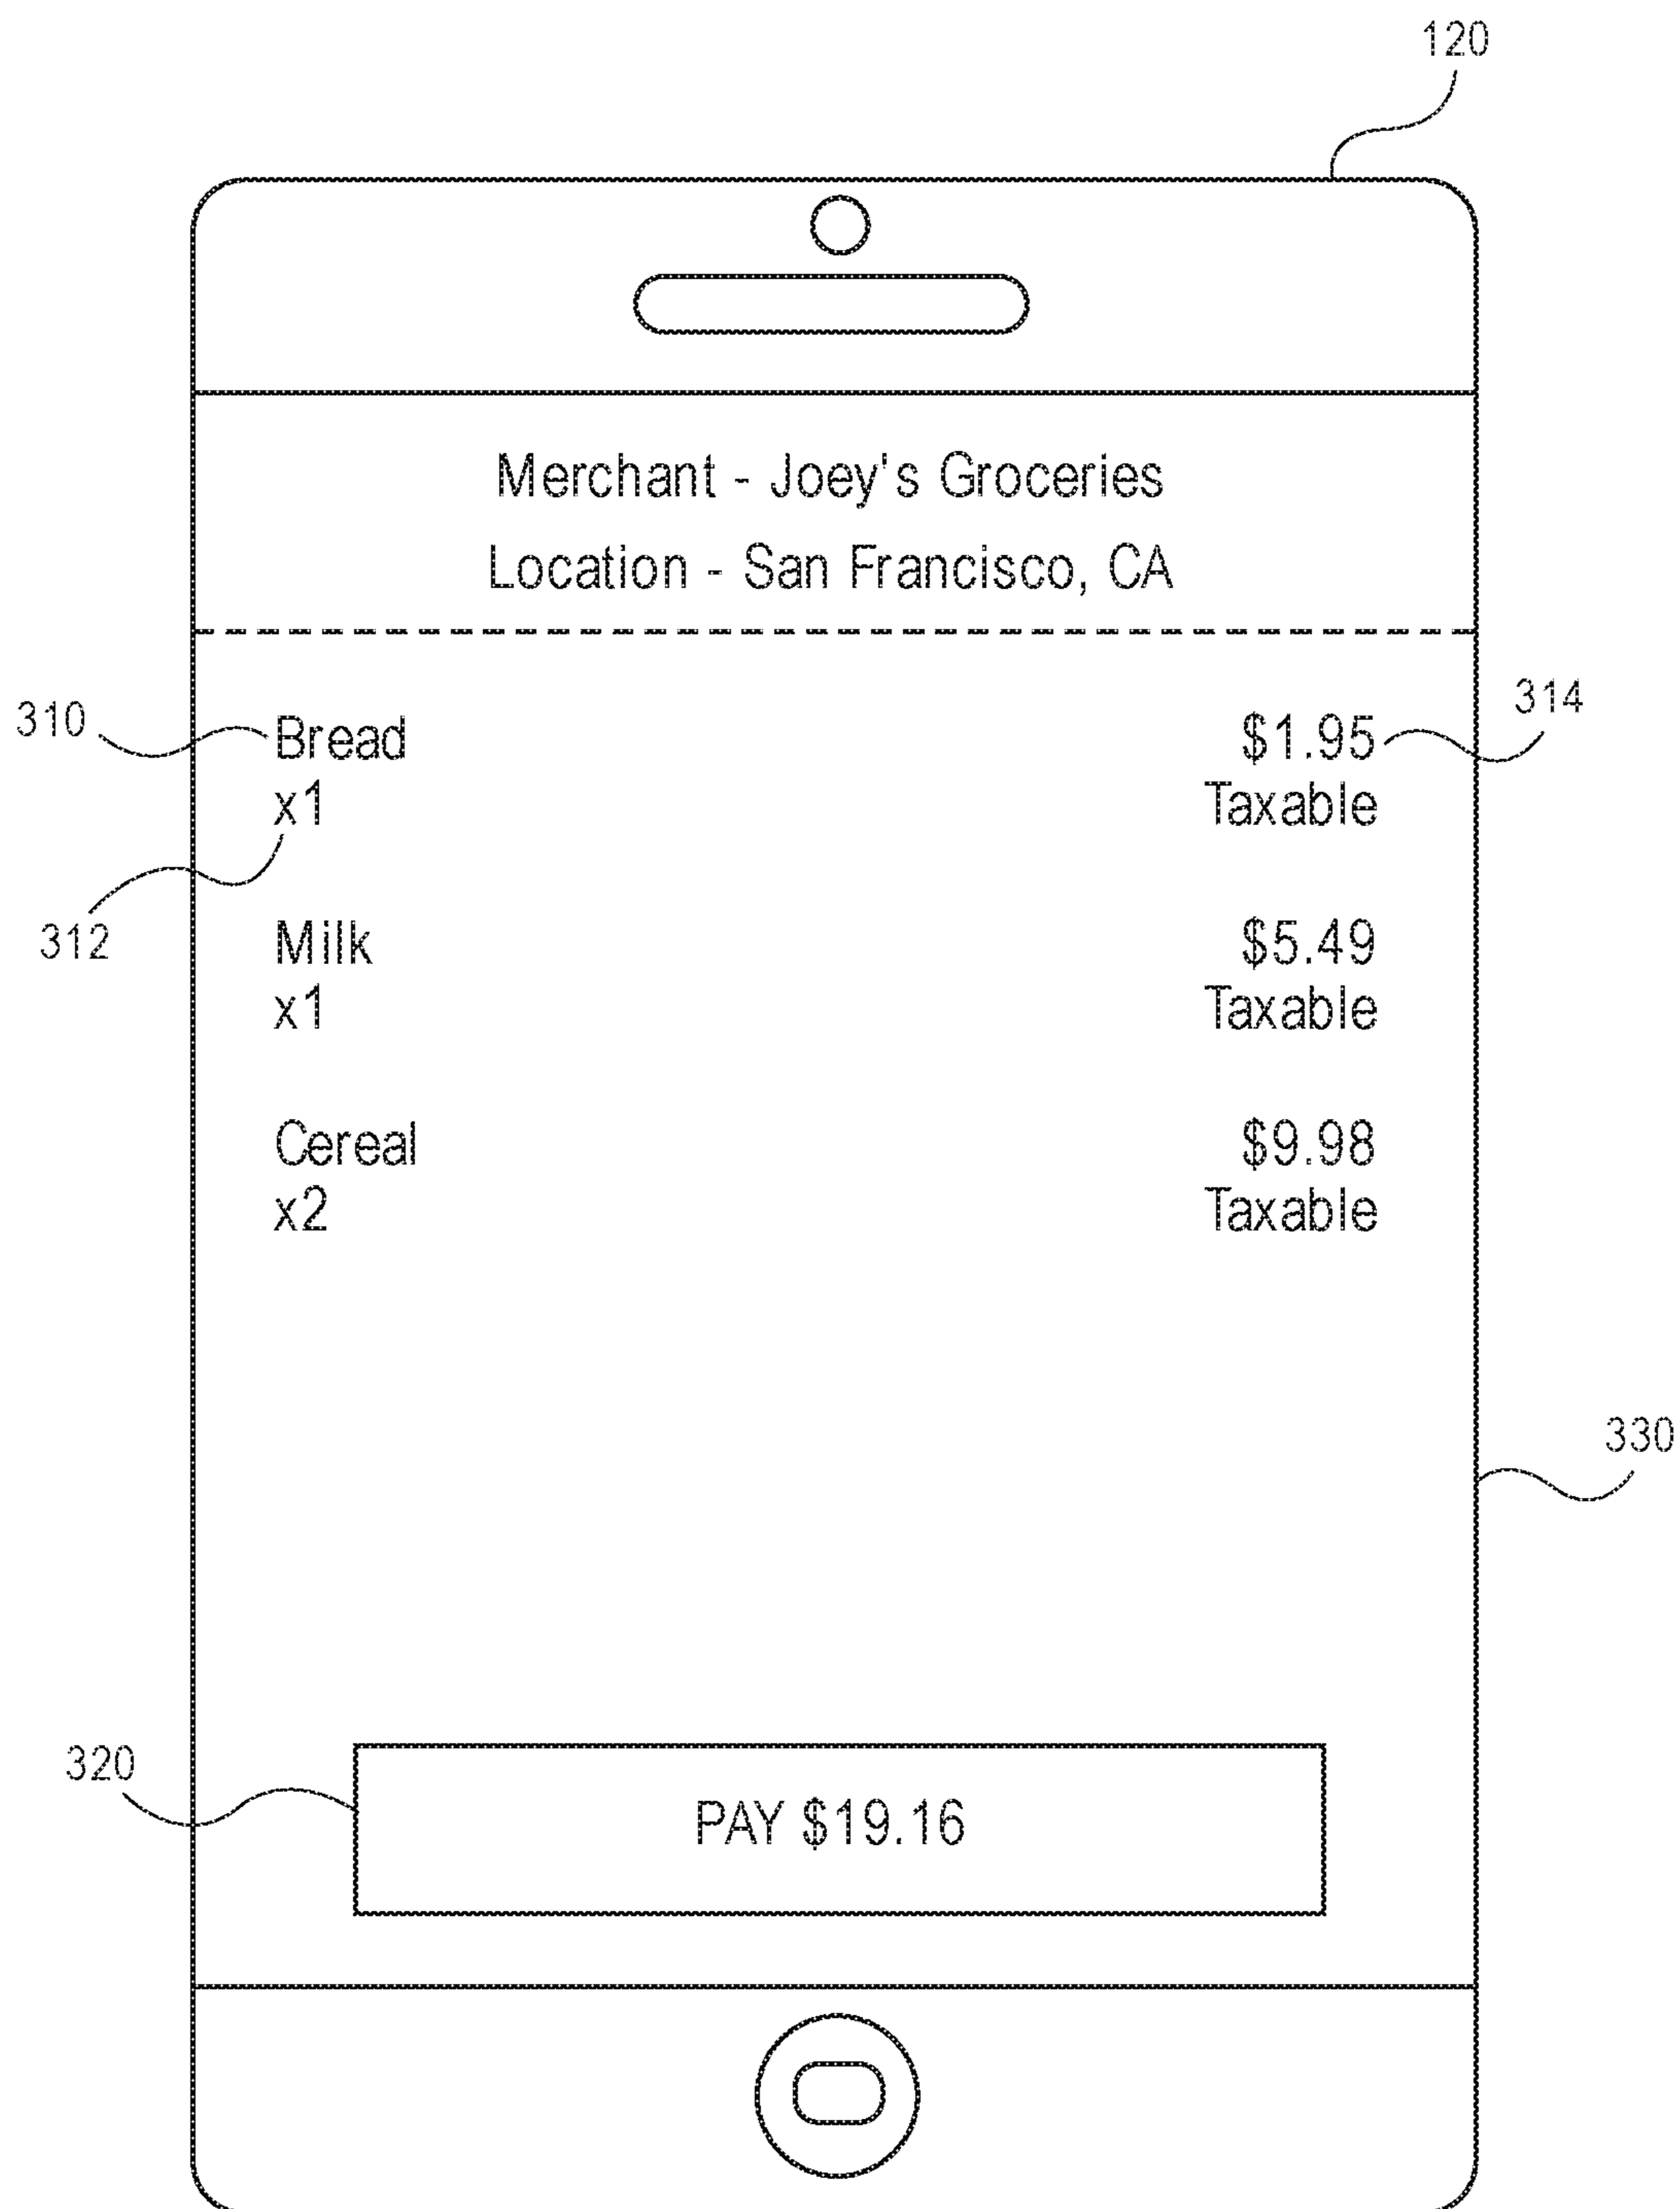 120
Merchant - Joey's Groceries
Location - San Francisco, CA
310
Bread
$1.95
314
x1
Taxable
312
Milk
$5.49
x1
Taxable
Cereal
$9.98
x2
Taxable
330
320
PAY $19.16